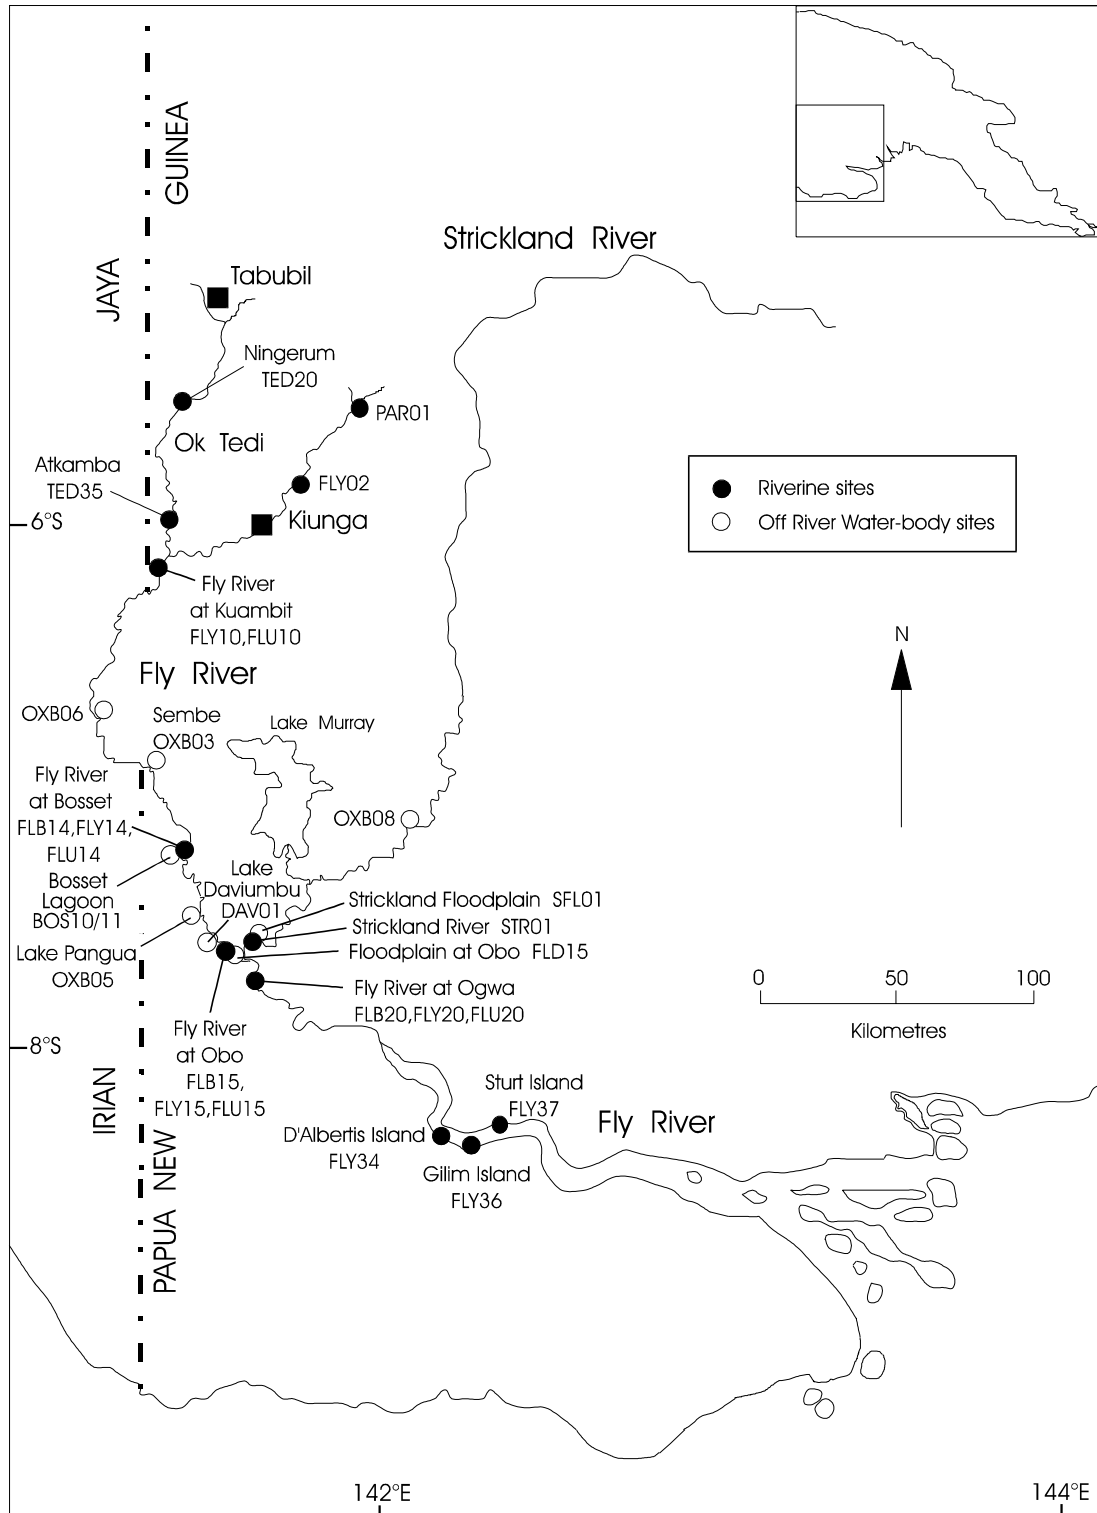 GUINEA
JAYA
Strickland River
Tabubil
Ningerum
TED20
PAR01
Ok Tedi
Atkamba
TED35
FLY02
Kiunga
6°S
Riverine sites
Off River Water-body sites
Fly River
at Kuambit
FLY10,FLU10
N
Fly River
OXB06
Sembe
OXB03
Lake Murray
Fly River
at Bosset
FLB14,FLY14,
FLU14
OXB08
Bosset
Lagoon
BOS10/11
Lake
Daviumbu
DAV01
Strickland Floodplain SFL01
Strickland River STR01
Floodplain at Obo FLD15
Lake Pangua
OXB05
Fly River at Ogwa
FLB20,FLY20,FLU20
0 50 100
Kilometres
Fly River
at Obo
FLB15,
FLY15,FLU15
8°S
IRIAN
PAPUA NEW
Sturt Island
FLY37
Fly River
D'Albertis Island
FLY34
Gilim Island
FLY36
142°E
144°E